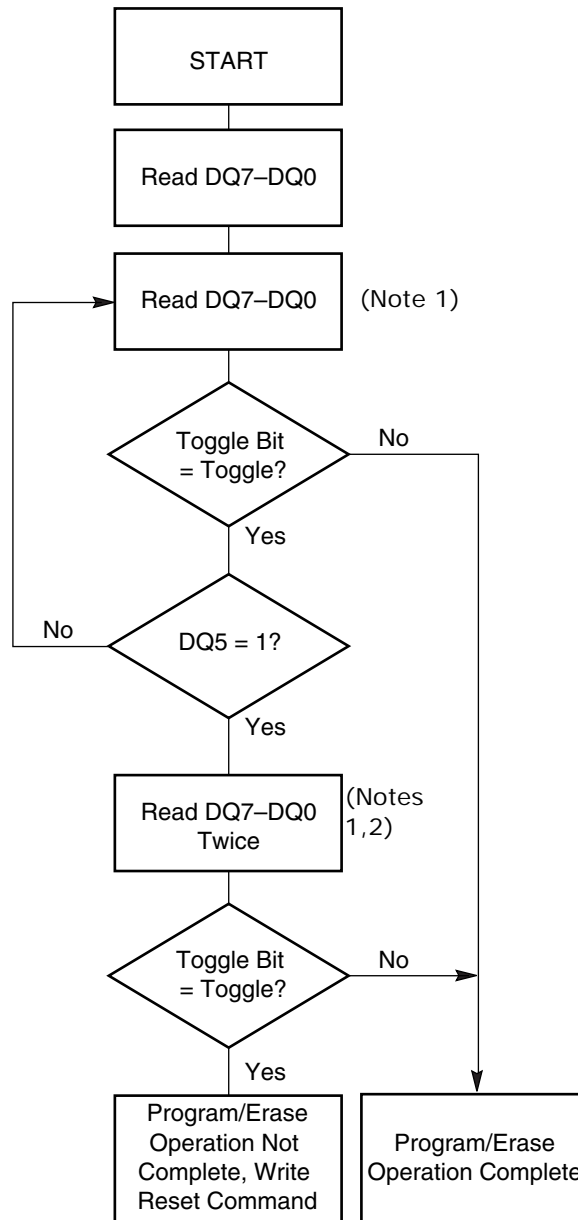 START
Read DQ7–DQ0
Read DQ7–DQ0
(Note 1)
Toggle Bit
= Toggle?
No
Yes
No
DQ5 = 1?
Yes
Read DQ7–DQ0
Twice
(Notes
1,2)
Toggle Bit
= Toggle?
No
Yes
Program/Erase
Operation Not
Complete, Write
Reset Command
Program/Erase
Operation Complete